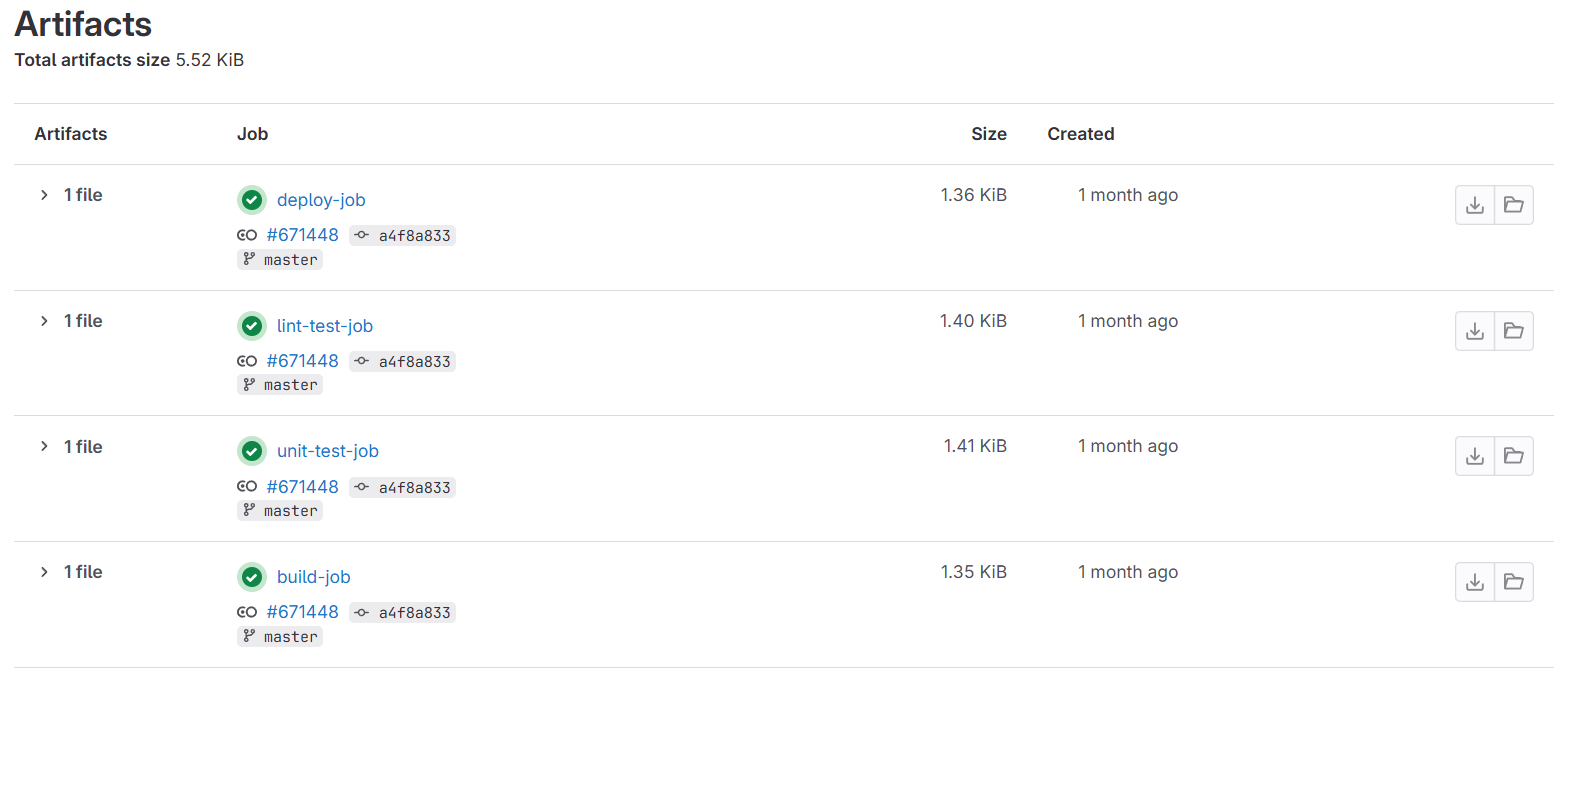 Artifacts
Total artifacts size 5.52 KiB
Artifacts Job Size Created
1 file deploy-job 1.36 KiB 1 month ago
#671448 a4f8a833
master
1 file lint-test-job 1.40 KiB 1 month ago
#671448 a4f8a833
master
1 file unit-test-job 1.41 KiB 1 month ago
#671448 a4f8a833
master
1 file build-job 1.35 KiB 1 month ago
#671448 a4f8a833
master